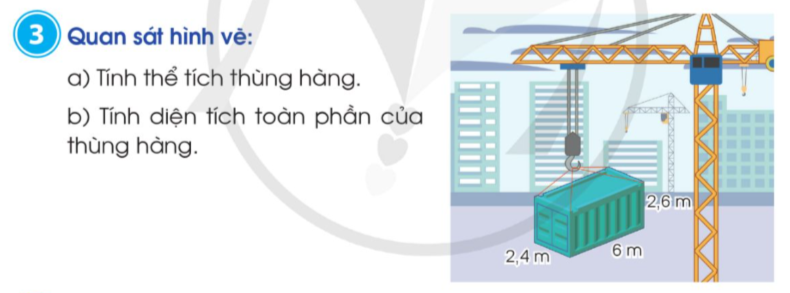 3 Quan sát hình vẽ:
a) Tính thể tích thùng hàng.
b) Tính diện tích toàn phần của
thùng hàng.
2,6 m
6 m
2,4 m